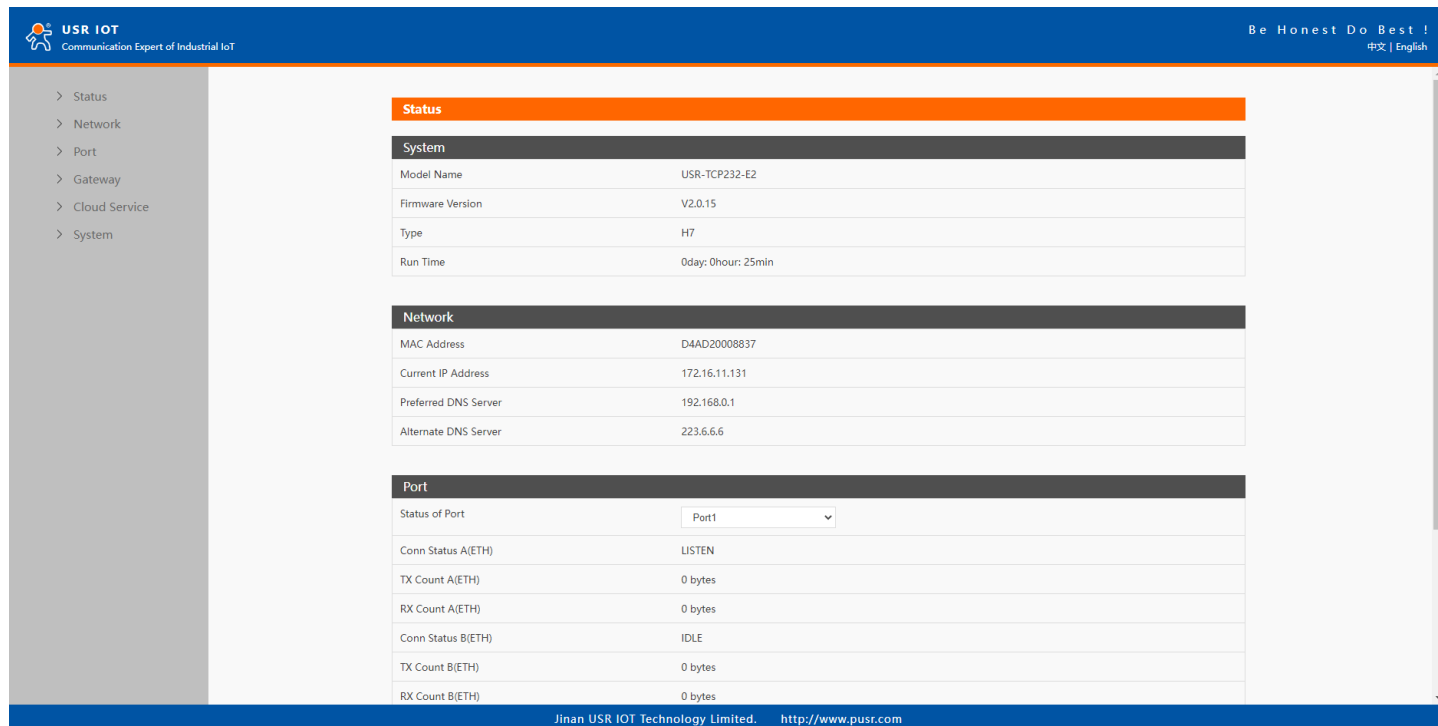 USR IOT
Communication Expert of Industrial IoT
Be Honest Do Best !
中文 | English
Status
Network
Port
Gateway
Cloud Service
System
Status
System
Model Name USR-TCP232-E2
Firmware Version V2.0.15
Type H7
Run Time 0day: 0hour: 25min
Network
MAC Address D4AD20008837
Current IP Address 172.16.11.131
Preferred DNS Server 192.168.0.1
Alternate DNS Server 223.6.6.6
Port
Status of Port Port1
Conn Status A(ETH) LISTEN
TX Count A(ETH) 0 bytes
RX Count A(ETH) 0 bytes
Conn Status B(ETH) IDLE
TX Count B(ETH) 0 bytes
RX Count B(ETH) 0 bytes
Jinan USR IOT Technology Limited. http://www.pusr.com